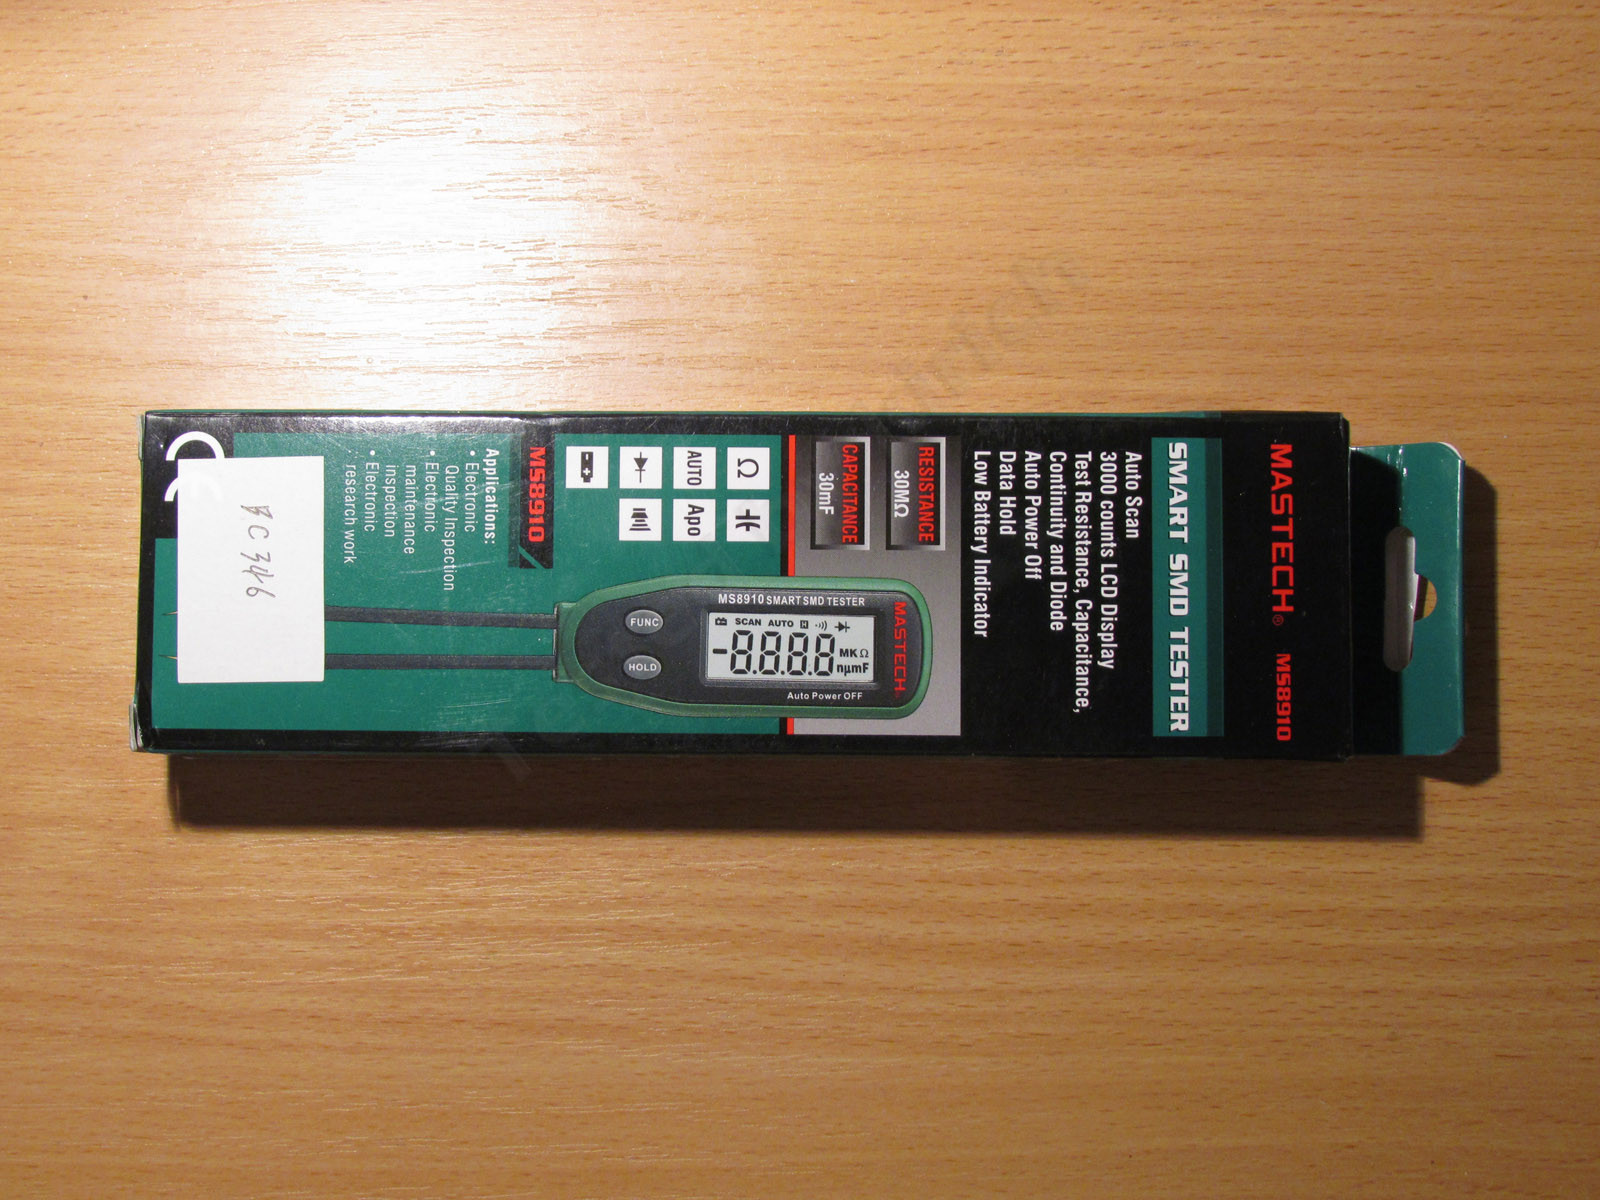 MASTECH® MS8910
SMART SMD TESTER
Auto Scan
3000 counts LCD Display
Test Resistance, Capacitance,
Continuity and Diode
Auto Power Off
Data Hold
Low Battery Indicator
RESISTANCE
30MΩ
CAPACITANCE
30mF
MASTECH®
MS8910 SMART SMD TESTER
SCAN AUTO H
-8.8.8.8
MKΩ
nμmF
Auto Power OFF
FUNC
HOLD
Ω
AUTO
Apo
MS8910
Applications:
• Electronic
Quality Inspection
• Electronic
maintenance
inspection
• Electronic
research work
CE